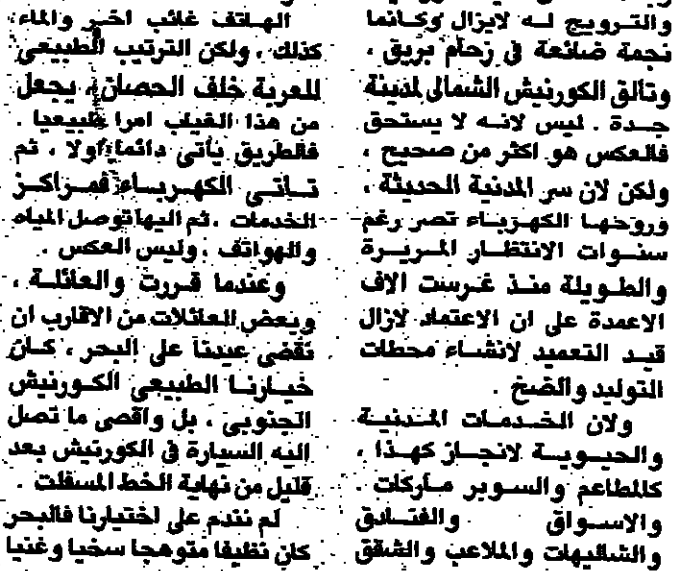 والترويج له لايزال وكانما
نجمة ضائعة في زحام بريق .
وتالق الكورنيش الشمالي لمدينة
جدة . ليس لانه لا يستحق
فالعكس هو اكثر من صحيح ،
ولكن لان سر المدنية الحديثة ،
وروحها الكهرباء تصر رغم
سنوات الانتظار المريرة
والطويلة منذ غرست الاف
الاعمدة على ان الاعتماد لازال
قيد التعميد لانشاء محطات
التوليد والضخ .
ولان الخدمات المدنية
والحيوية لانجاز كهذا ،
كالمطاعم والسوبر ماركات .
والاسواق والفنادق
والشاليهات والملاعب والشقق
الهاتف غائب اخر والماء
كذلك . ولكن الترتيب الطبيعي
للعربة خلف الحصان ، يجعل
من هذا الغياب امرا طبيعيا .
فالطريق ياتي دائما اولا . ثم
تاتي الكهرباء فمراكز
الخدمات . ثم اليها توصل المياه
والهواتف . وليس العكس .
وعندما قررت والعائلة ،
وبعض العائلات من الاقارب ان
نقضي عيدنا على البحر ، كان
خيارنا الطبيعي الكورنيش
الجنوبي ، بل واقصى ما تصل
اليه السيارة في الكورنيش بعد
قليل من نهاية الخط المسفلت .
لم نندم على اختيارنا فالبحر
كان نظيفا متوهجا سخيا وغنيا